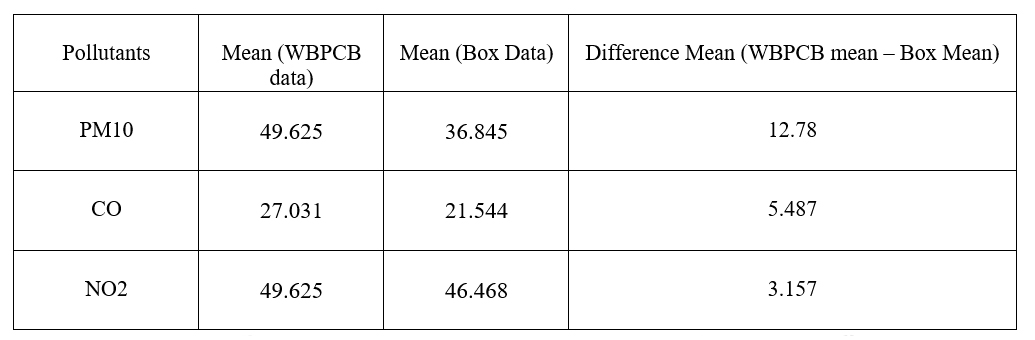 Pollutants
Mean (WBPCB
data)
Mean (Box Data)
Difference Mean (WBPCB mean – Box Mean)
PM10
49.625
36.845
12.78
CO
27.031
21.544
5.487
NO2
49.625
46.468
3.157